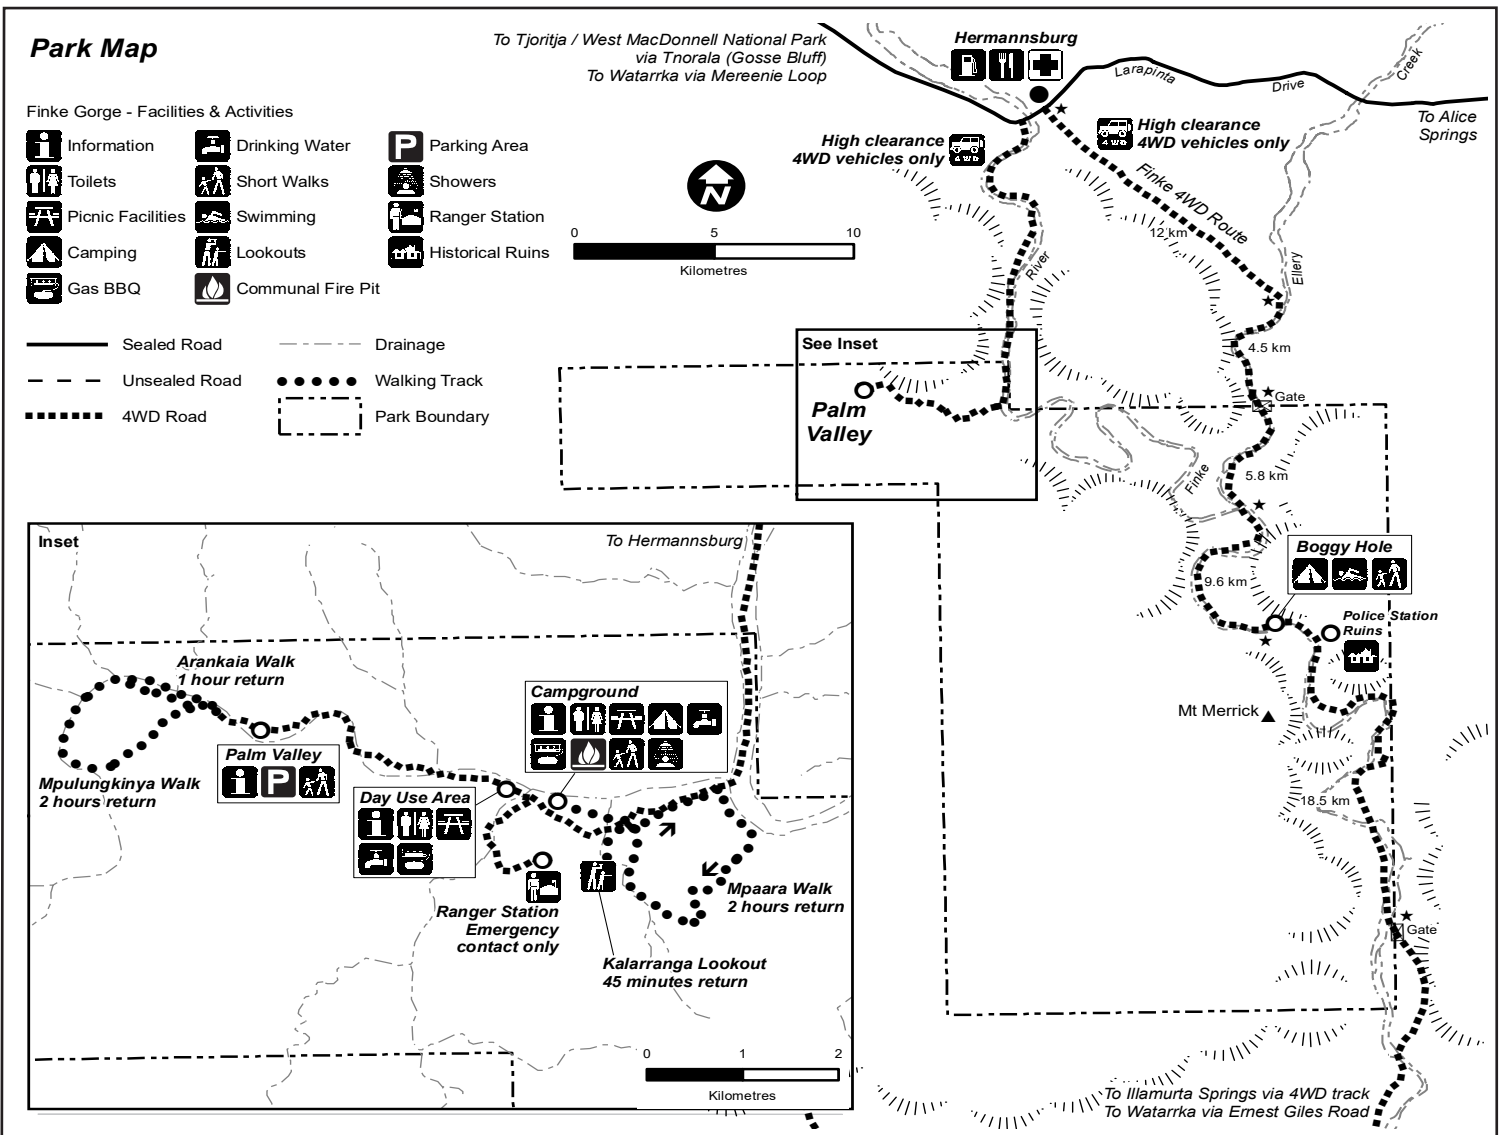 Park Map
To Tjoritja / West MacDonnell National Park
via Tnorala (Gosse Bluff)
To Watarrka via Mereenie Loop
Hermannsburg
Larapinta
Drive
Creek
To Alice
Springs
High clearance
4WD vehicles only
High clearance
4WD vehicles only
Finke 4WD Route
12 km
Ellery
River
Finke Gorge - Facilities & Activities
Information
Drinking Water
P
Parking Area
Toilets
Short Walks
Showers
Picnic Facilities
Swimming
Ranger Station
Camping
Lookouts
Historical Ruins
Gas BBQ
Communal Fire Pit
Sealed Road
Drainage
Unsealed Road
Walking Track
4WD Road
Park Boundary
N
0 5 10
Kilometres
See Inset
Palm
Valley
4.5 km
Gate
5.8 km
Finke
Boggy Hole
9.6 km
Police Station
Ruins
Mt Merrick
18.5 km
Gate
To Illamurta Springs via 4WD track
To Watarrka via Ernest Giles Road
Inset
To Hermannsburg
Arankaia Walk
1 hour return
Campground
Palm Valley
P
Mpulungkinya Walk
2 hours return
Day Use Area
Mpaara Walk
2 hours return
Ranger Station
Emergency
contact only
Kalarranga Lookout
45 minutes return
0 1 2
Kilometres